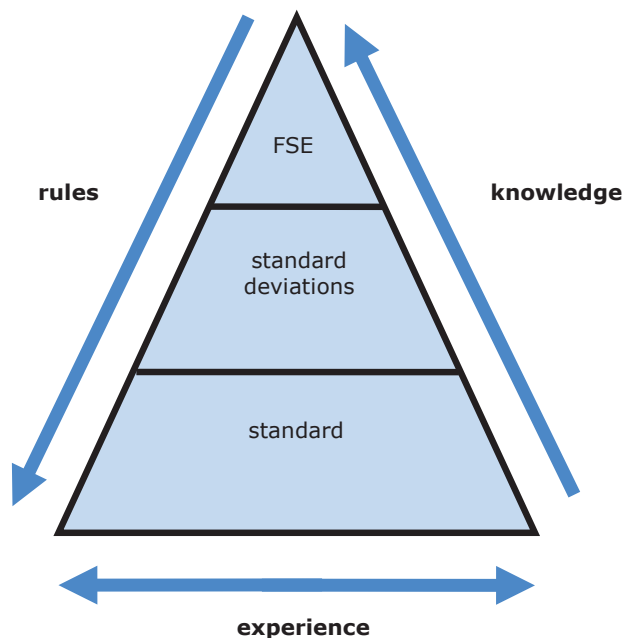 FSE
rules
knowledge
standard
deviations
standard
experience